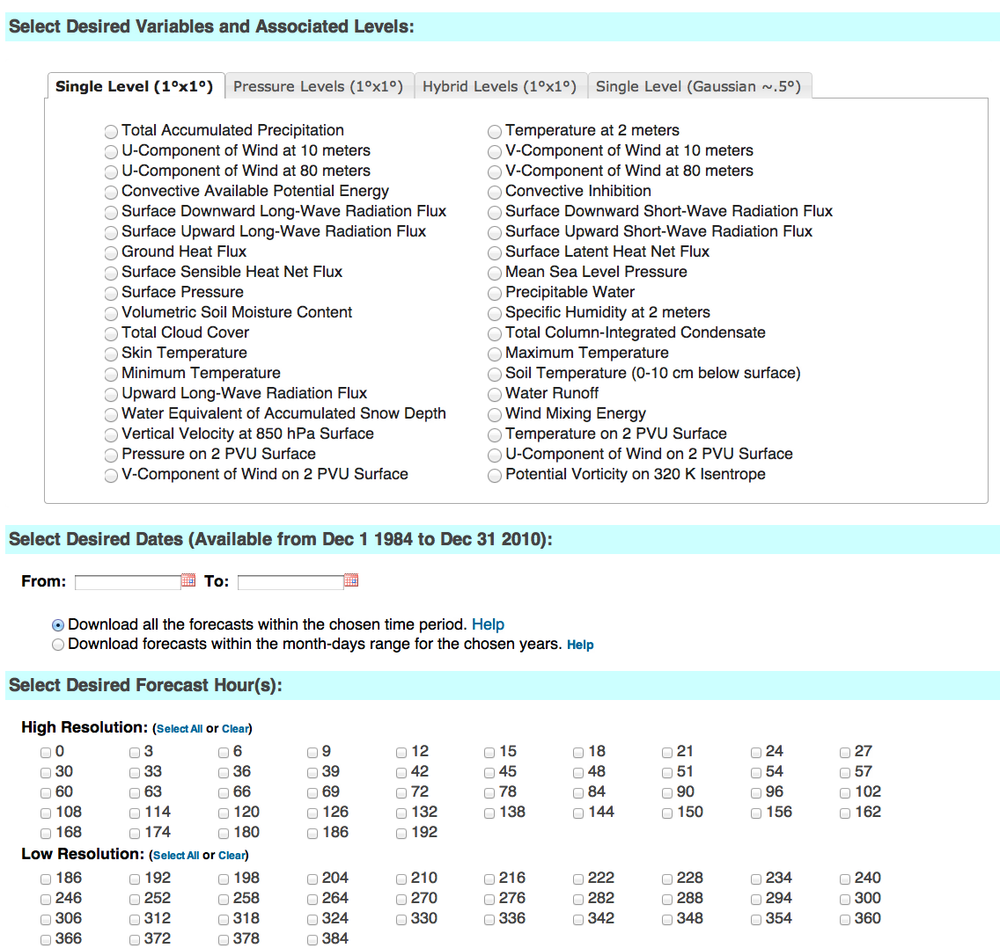 Select Desired Variables and Associated Levels:
Single Level (1°x1°) Pressure Levels (1°x1°) Hybrid Levels (1°x1°) Single Level (Gaussian ~.5°)
Total Accumulated Precipitation Temperature at 2 meters
U-Component of Wind at 10 meters V-Component of Wind at 10 meters
U-Component of Wind at 80 meters V-Component of Wind at 80 meters
Convective Available Potential Energy Convective Inhibition
Surface Downward Long-Wave Radiation Flux Surface Downward Short-Wave Radiation Flux
Surface Upward Long-Wave Radiation Flux Surface Upward Short-Wave Radiation Flux
Ground Heat Flux Surface Latent Heat Net Flux
Surface Sensible Heat Net Flux Mean Sea Level Pressure
Surface Pressure Precipitable Water
Volumetric Soil Moisture Content Specific Humidity at 2 meters
Total Cloud Cover Total Column-Integrated Condensate
Skin Temperature Maximum Temperature
Minimum Temperature Soil Temperature (0-10 cm below surface)
Upward Long-Wave Radiation Flux Water Runoff
Water Equivalent of Accumulated Snow Depth Wind Mixing Energy
Vertical Velocity at 850 hPa Surface Temperature on 2 PVU Surface
Pressure on 2 PVU Surface U-Component of Wind on 2 PVU Surface
V-Component of Wind on 2 PVU Surface Potential Vorticity on 320 K Isentrope
Select Desired Dates (Available from Dec 1 1984 to Dec 31 2010):
From: To:
Download all the forecasts within the chosen time period. Help
Download forecasts within the month-days range for the chosen years. Help
Select Desired Forecast Hour(s):
High Resolution: (Select All or Clear)
0 3 6 9 12 15 18 21 24 27
30 33 36 39 42 45 48 51 54 57
60 63 66 69 72 78 84 90 96 102
108 114 120 126 132 138 144 150 156 162
168 174 180 186 192
Low Resolution: (Select All or Clear)
186 192 198 204 210 216 222 228 234 240
246 252 258 264 270 276 282 288 294 300
306 312 318 324 330 336 342 348 354 360
366 372 378 384